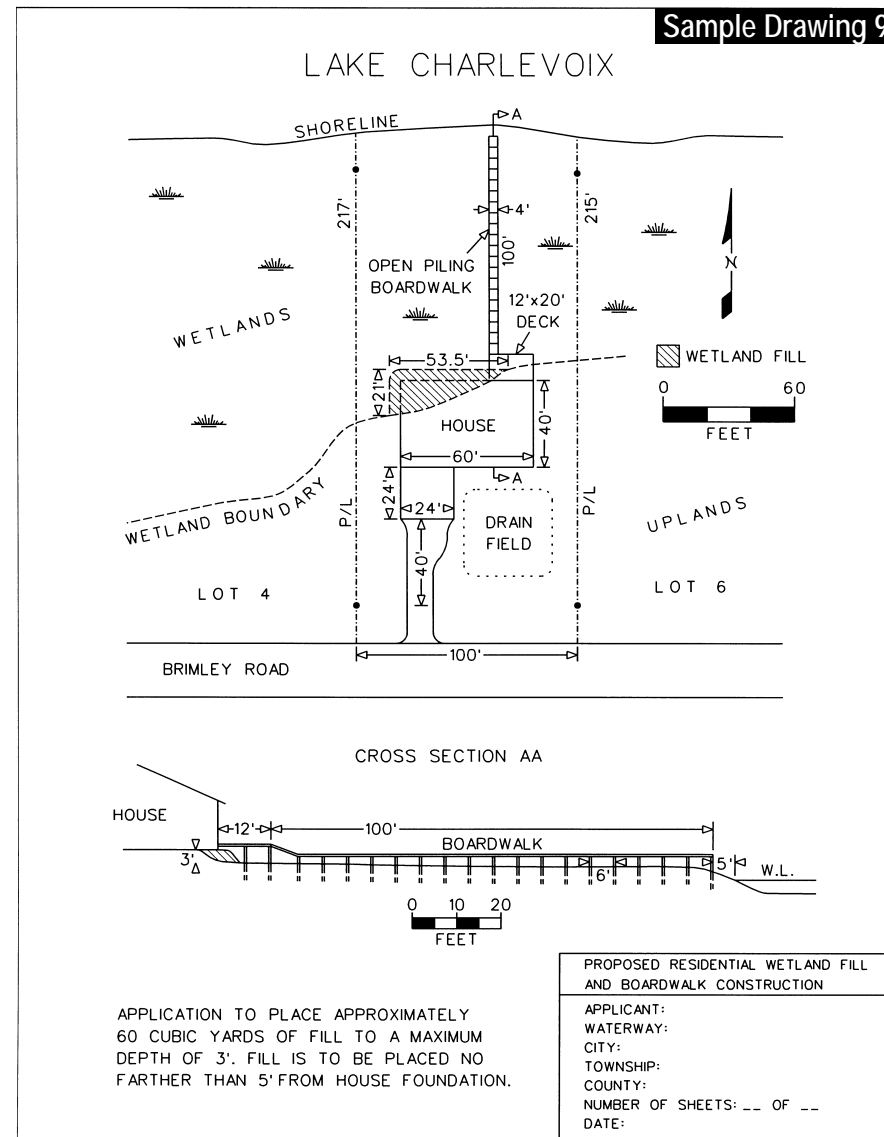 Sample Drawing 9
LAKE CHARLEVOIX
SHORELINE
A
217'
4'
215'
100'
OPEN PILING
BOARDWALK
12'x20'
DECK
N
WETLANDS
53.5'
WETLAND FILL
21'
0 60
FEET
HOUSE
40'
60'
A
24'
24'
WETLAND BOUNDARY
P/L
DRAIN
FIELD
P/L
UPLANDS
40'
LOT 4
LOT 6
100'
BRIMLEY ROAD
CROSS SECTION AA
HOUSE
12'
100'
BOARDWALK
3'
6'
5'
W.L.
0 10 20
FEET
APPLICATION TO PLACE APPROXIMATELY
60 CUBIC YARDS OF FILL TO A MAXIMUM
DEPTH OF 3'. FILL IS TO BE PLACED NO
FARTHER THAN 5' FROM HOUSE FOUNDATION.
PROPOSED RESIDENTIAL WETLAND FILL
AND BOARDWALK CONSTRUCTION
APPLICANT:
WATERWAY:
CITY:
TOWNSHIP:
COUNTY:
NUMBER OF SHEETS: __ OF __
DATE: